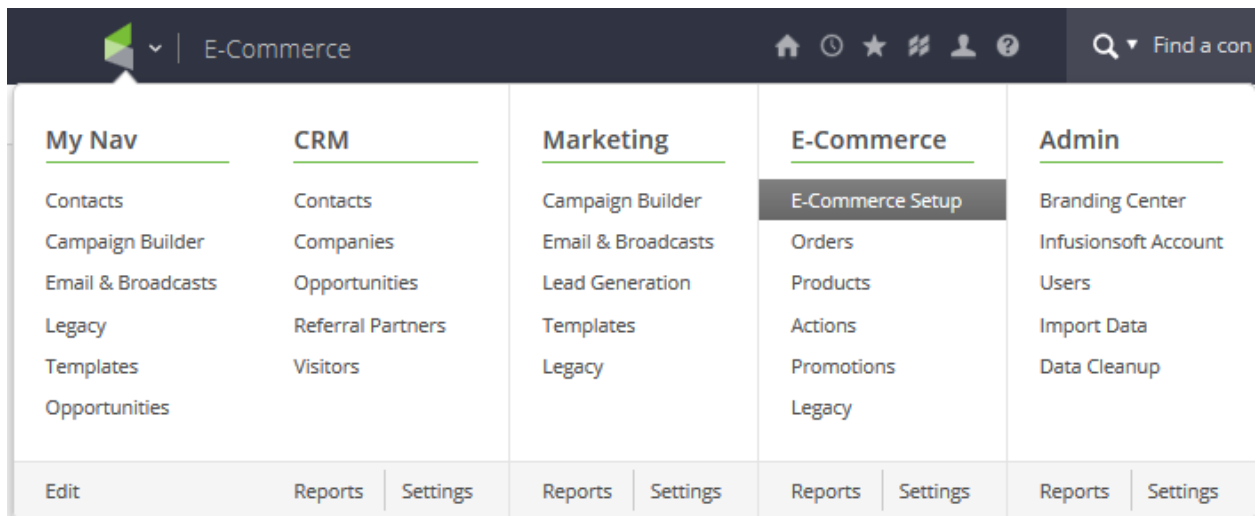 E-Commerce
Find a con
My Nav
Contacts
Campaign Builder
Email & Broadcasts
Legacy
Templates
Opportunities
Edit
CRM
Contacts
Companies
Opportunities
Referral Partners
Visitors
Reports Settings
Marketing
Campaign Builder
Email & Broadcasts
Lead Generation
Templates
Legacy
Reports Settings
E-Commerce
E-Commerce Setup
Orders
Products
Actions
Promotions
Legacy
Reports Settings
Admin
Branding Center
Infusionsoft Account
Users
Import Data
Data Cleanup
Reports Settings